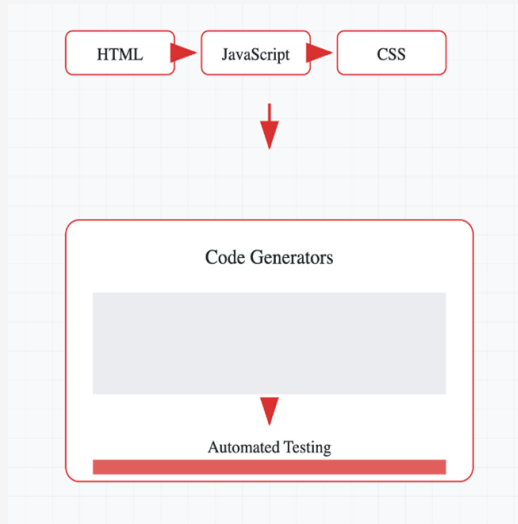 HTML
JavaScript
CSS
Code Generators
Automated Testing